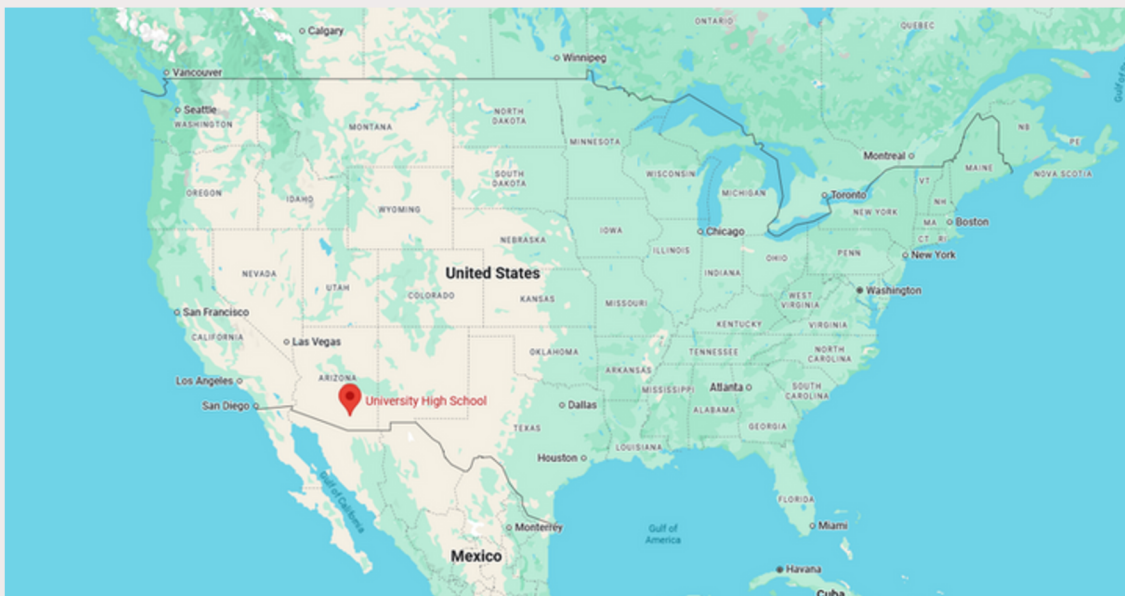 Calgary
ONTARIO
QUEBEC
Winnipeg
Vancouver
Seattle
WASHINGTON
MONTANA
NORTH
DAKOTA
MINNESOTA
NB
PE
Montreal
MAINE
NOVA SCOTIA
OREGON
IDAHO
SOUTH
DAKOTA
WISCONSIN
MICHIGAN
Toronto
VT
NH
NEW YORK
MA
Boston
WYOMING
IOWA
Chicago
CT RI
NEBRASKA
ILLINOIS
INDIANA
OHIO
PENN
New York
NEVADA
UTAH
United States
COLORADO
KANSAS
MISSOURI
WEST
VIRGINIA
Washington
San Francisco
CALIFORNIA
Las Vegas
KENTUCKY
VIRGINIA
OKLAHOMA
TENNESSEE
NORTH
CAROLINA
Los Angeles
ARIZONA
ARKANSAS
MISSISSIPPI
Atlanta
SOUTH
CAROLINA
San Diego
University High School
Dallas
ALABAMA
GEORGIA
TEXAS
LOUISIANA
Houston
Gulf of California
FLORIDA
Monterrey
Gulf of
America
Miami
Mexico
Havana
Cuba